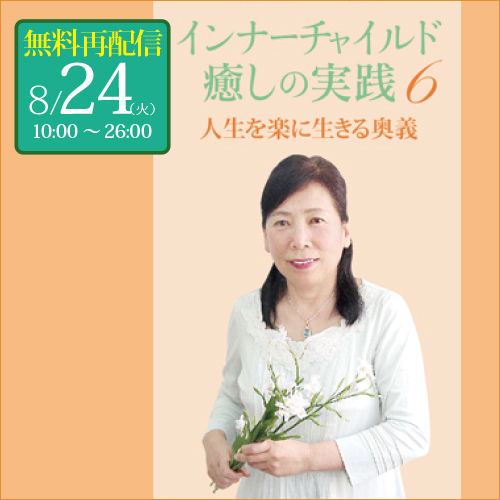 無料再配信
8/24(火)
10:00 ～ 26:00
インナーチャイルド
癒しの実践6
人生を楽に生きる奥義